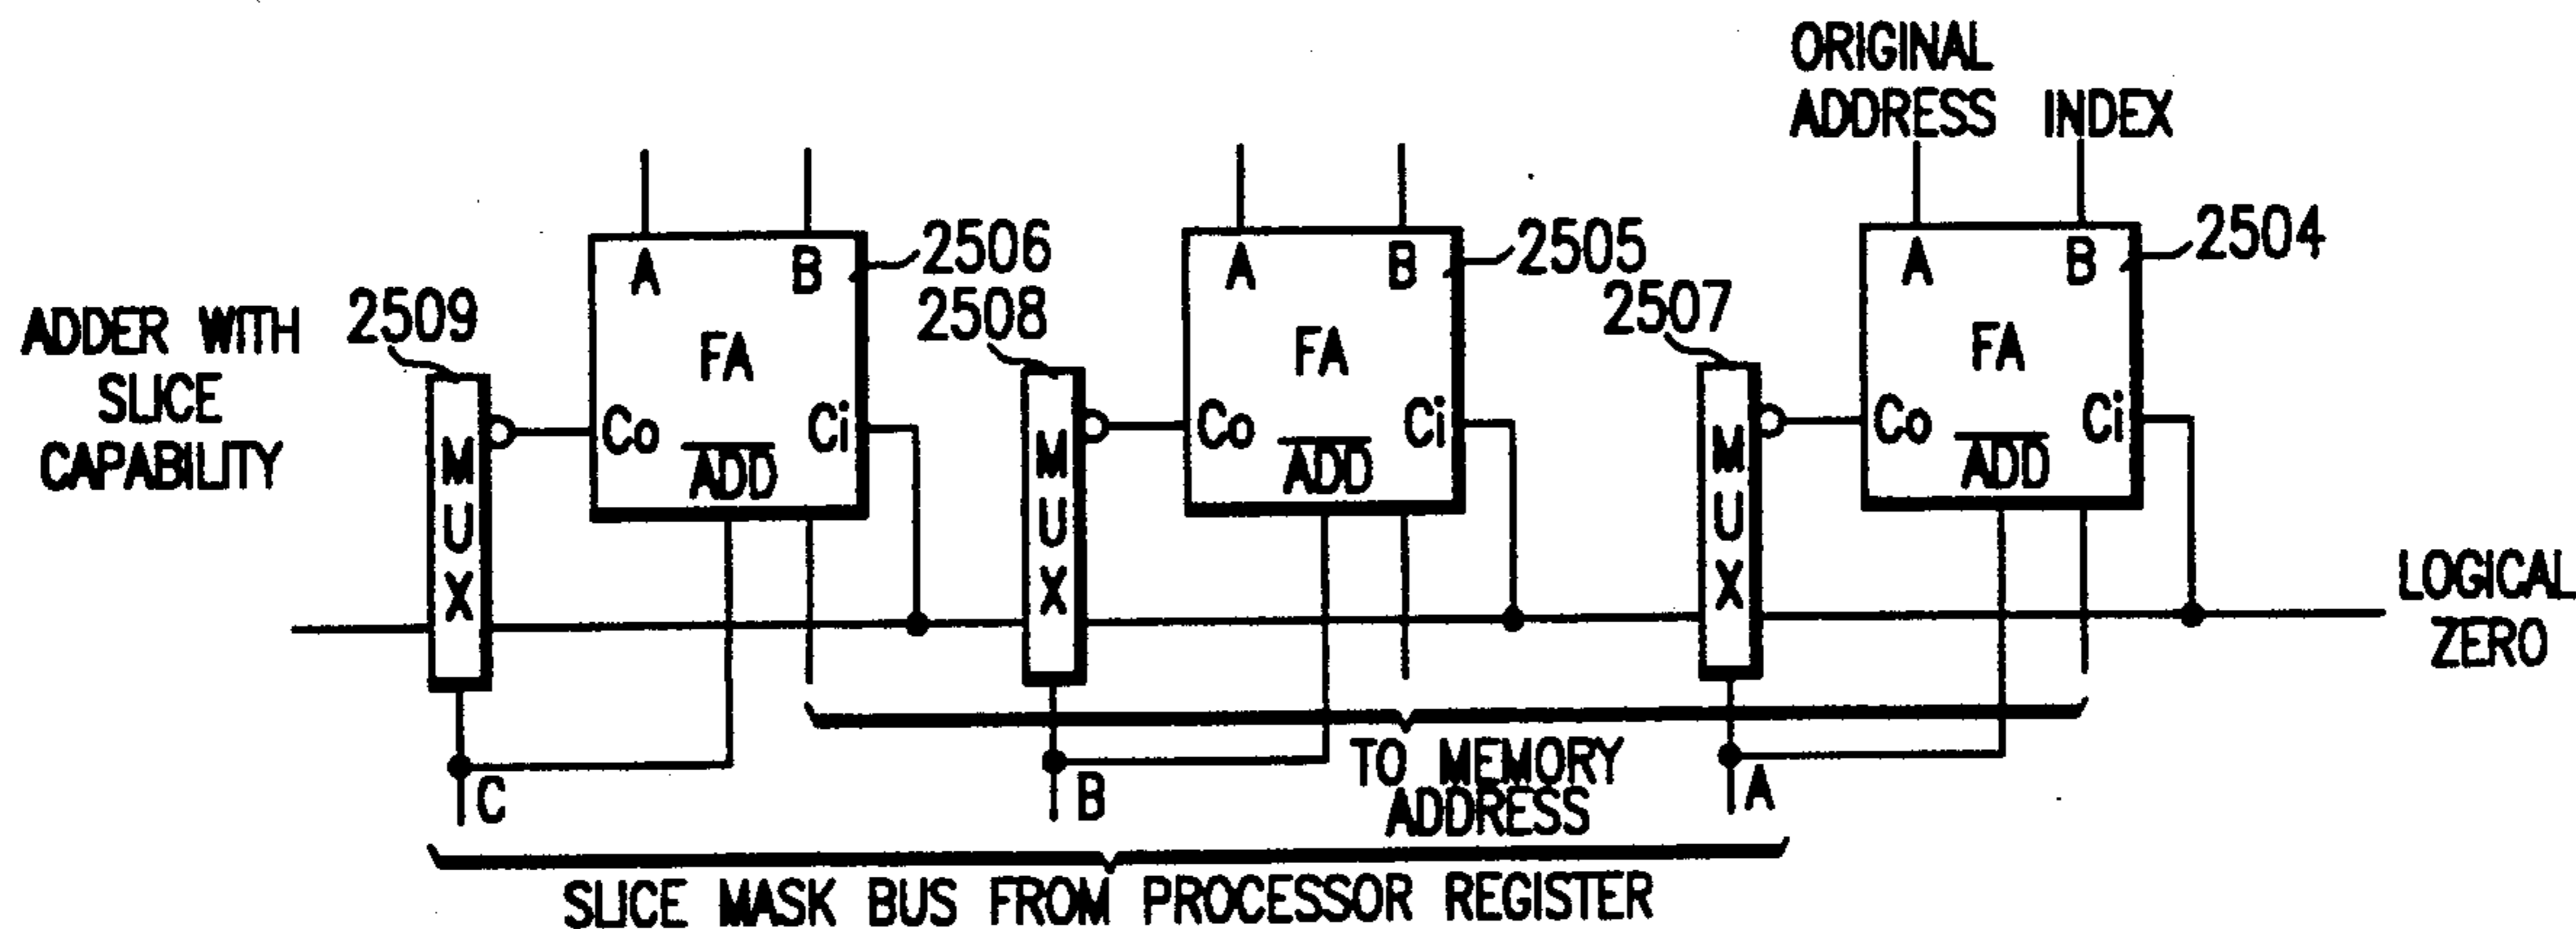 ORIGINAL
ADDRESS INDEX
2506
2505
2504
A B
A B
A B
ADDER WITH
SLICE
CAPABILITY
2509
2508
2507
FA
FA
FA
MUX
Co Ci
MUX
Co Ci
MUX
Co Ci
ADD
ADD
ADD
LOGICAL
ZERO
C
B
A
TO MEMORY
ADDRESS
SLICE MASK BUS FROM PROCESSOR REGISTER